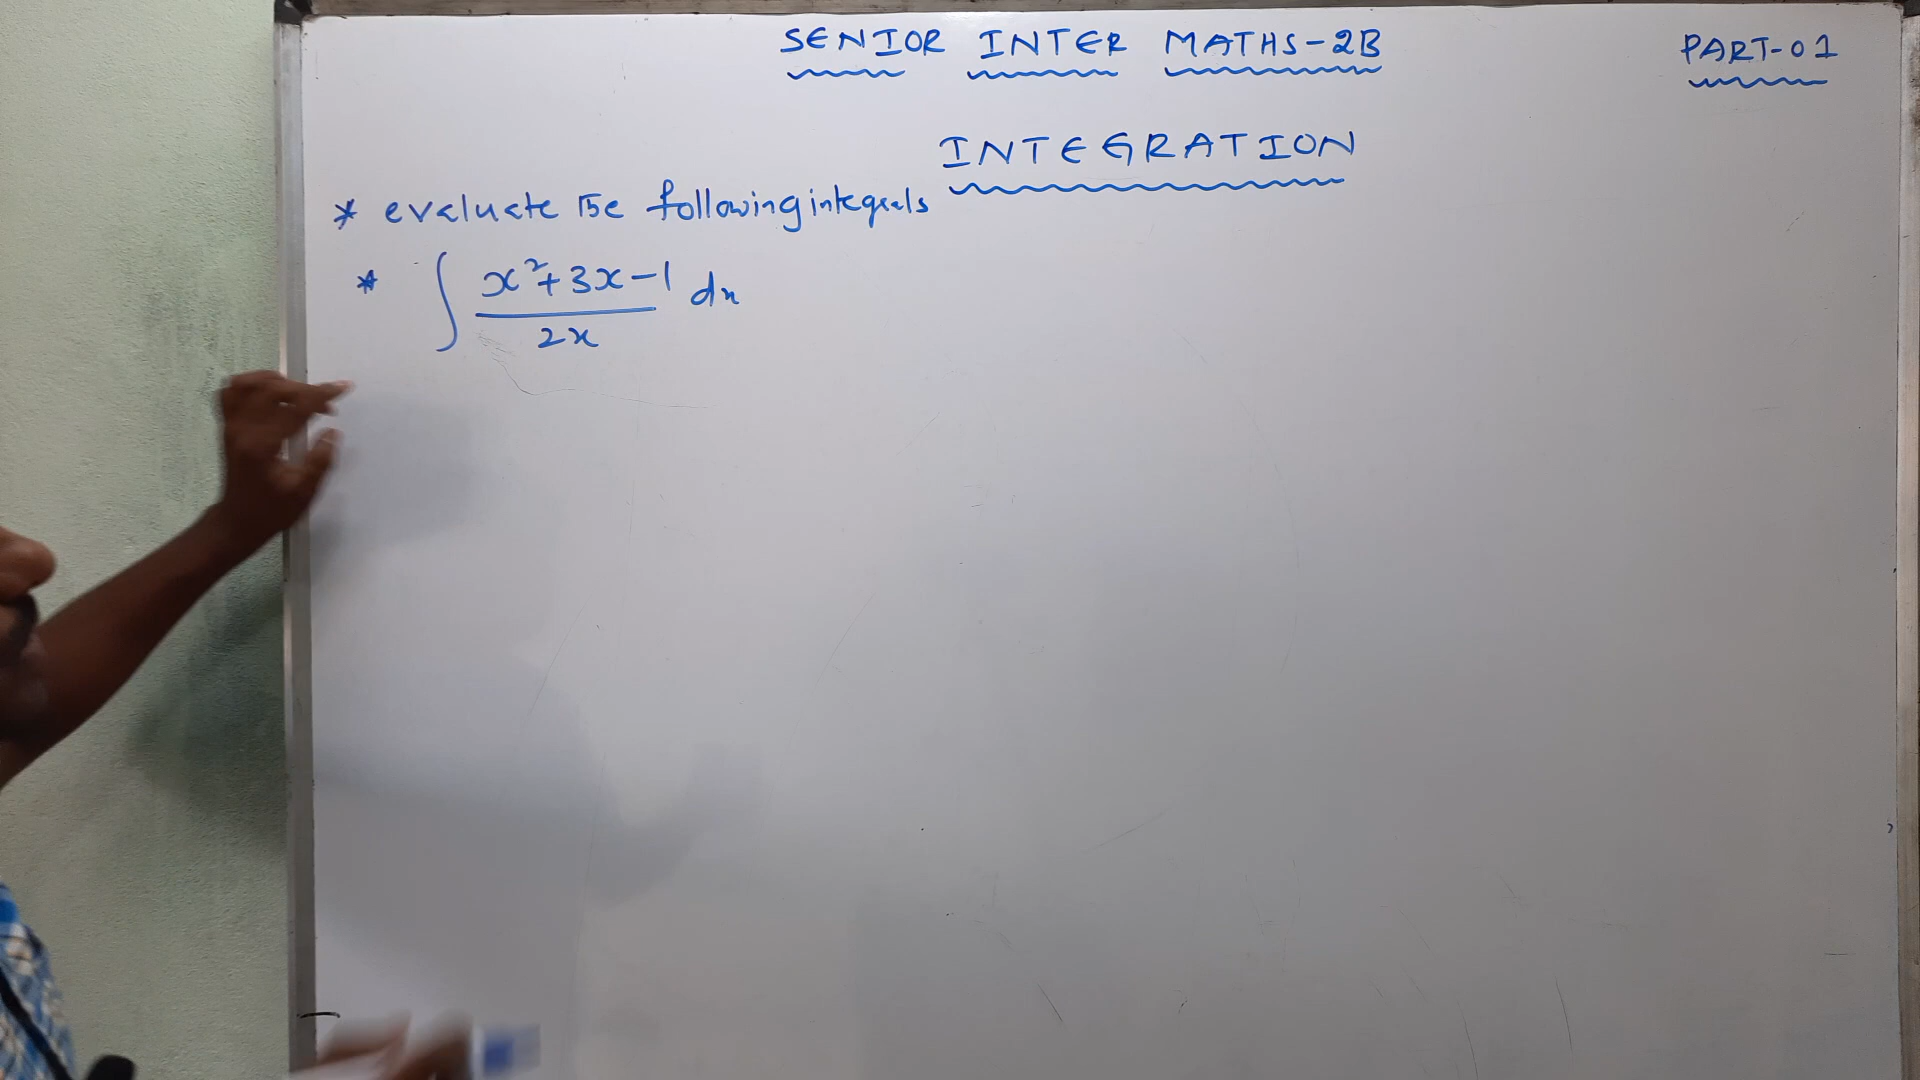 SENIOR INTER MATHS-2B
PART-01
INTEGRATION
* evaluate the following integrals
* ∫ x²+3x-1 / 2x dx